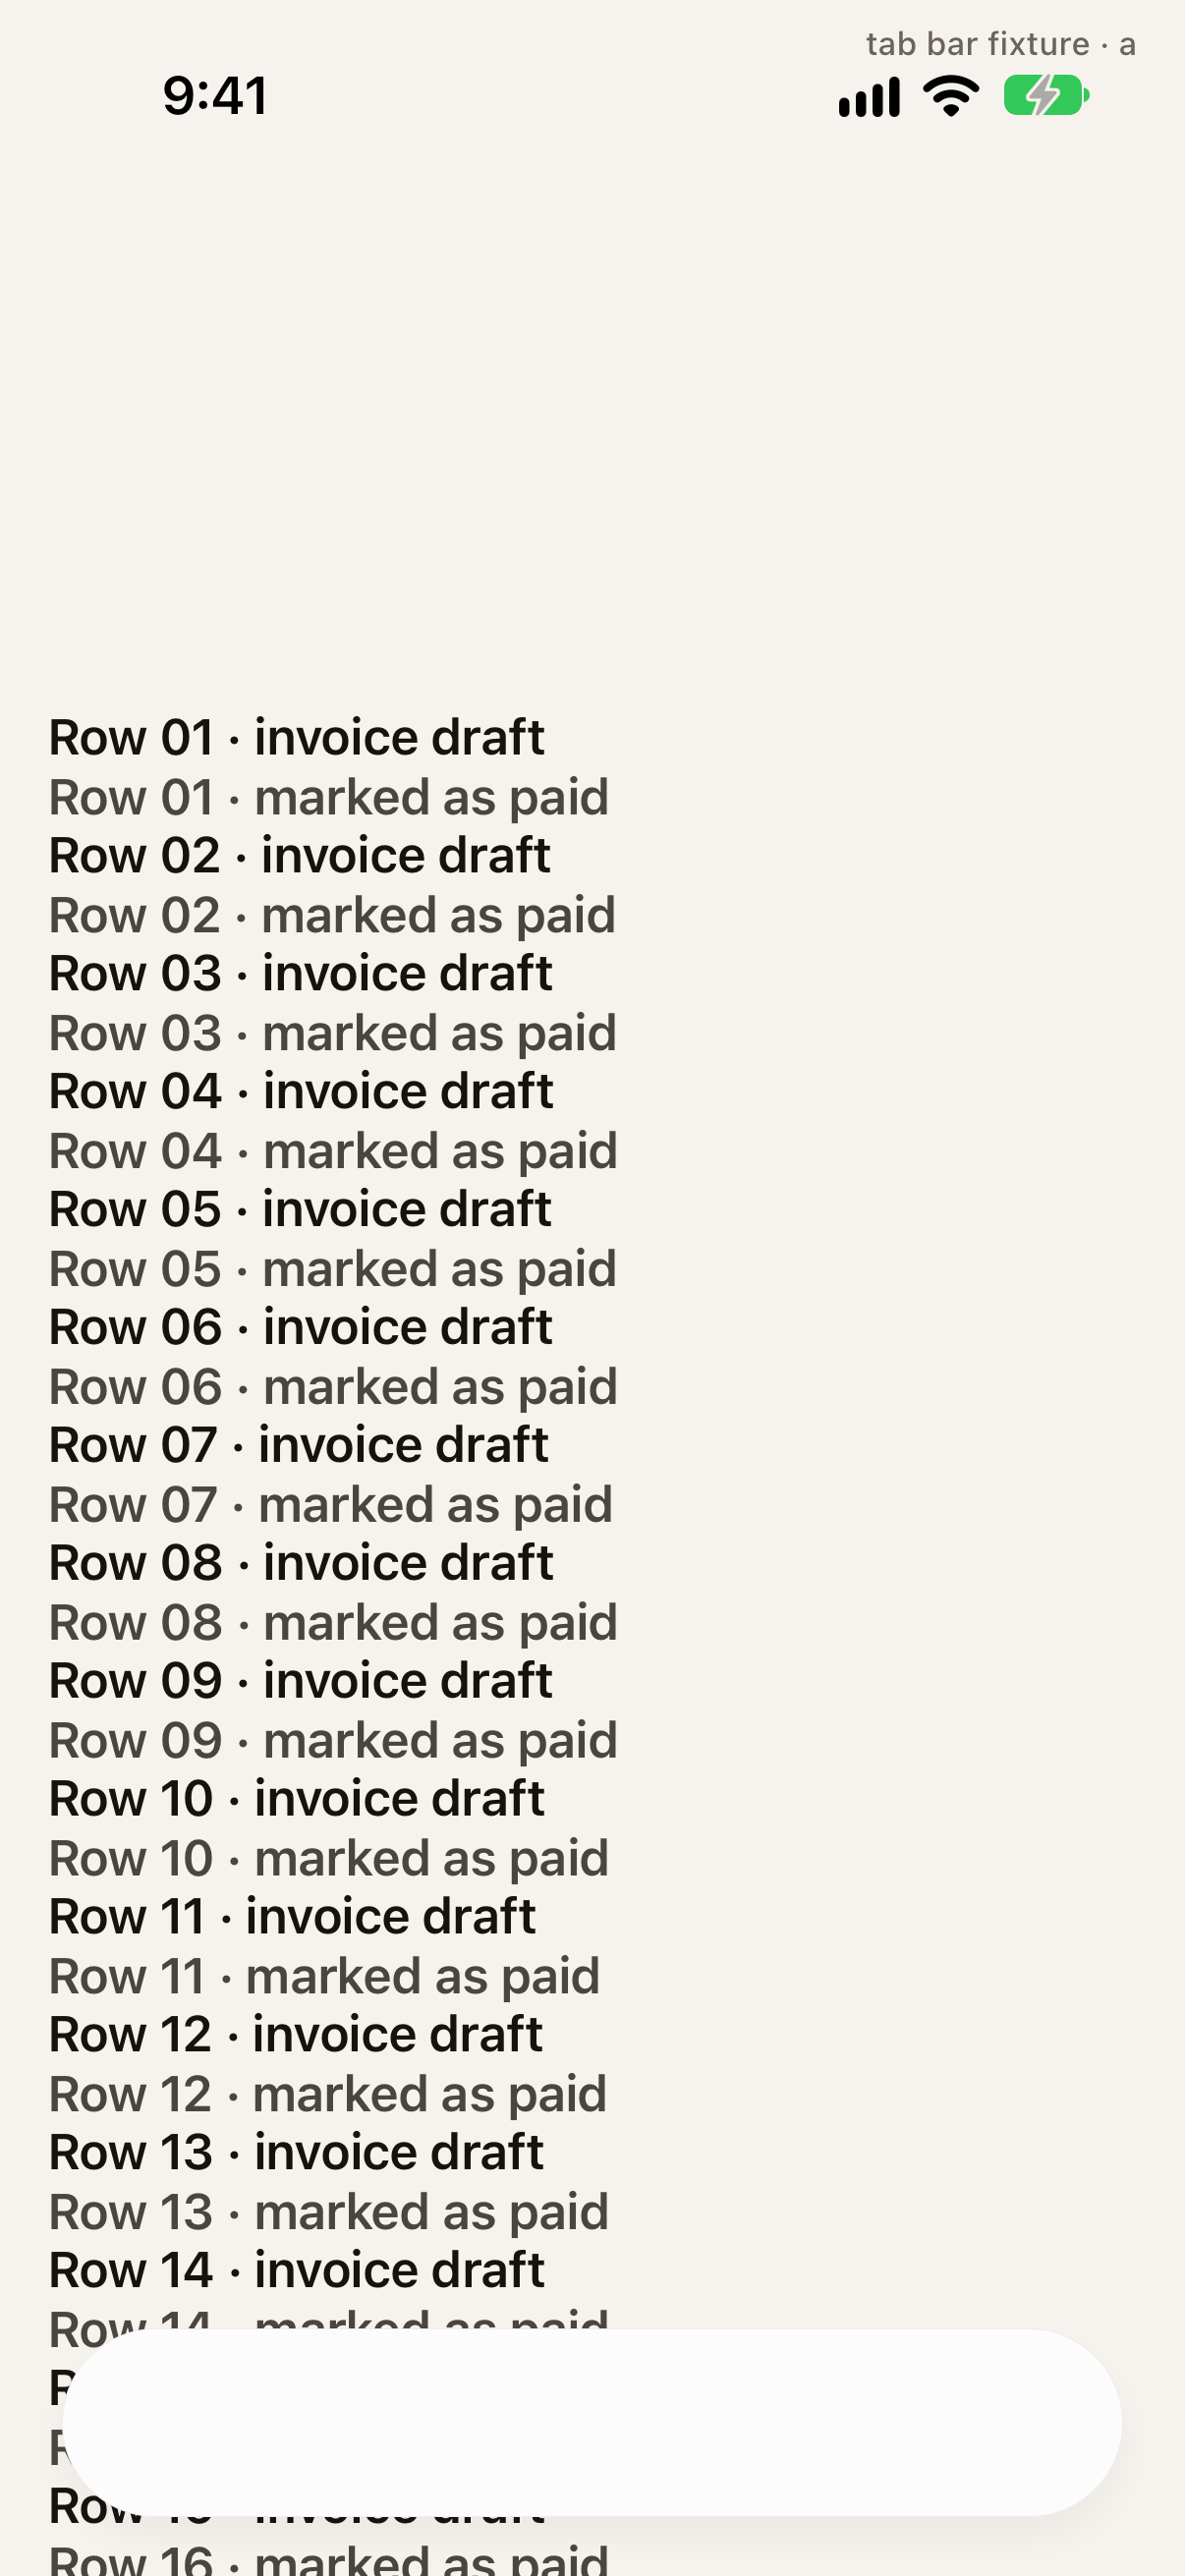 tab bar fixture · a
9:41
Row 01 · invoice draft
Row 01 · marked as paid
Row 02 · invoice draft
Row 02 · marked as paid
Row 03 · invoice draft
Row 03 · marked as paid
Row 04 · invoice draft
Row 04 · marked as paid
Row 05 · invoice draft
Row 05 · marked as paid
Row 06 · invoice draft
Row 06 · marked as paid
Row 07 · invoice draft
Row 07 · marked as paid
Row 08 · invoice draft
Row 08 · marked as paid
Row 09 · invoice draft
Row 09 · marked as paid
Row 10 · invoice draft
Row 10 · marked as paid
Row 11 · invoice draft
Row 11 · marked as paid
Row 12 · invoice draft
Row 12 · marked as paid
Row 13 · invoice draft
Row 13 · marked as paid
Row 14 · invoice draft
Row 14 · marked as paid
Row
Row 16 · marked as paid